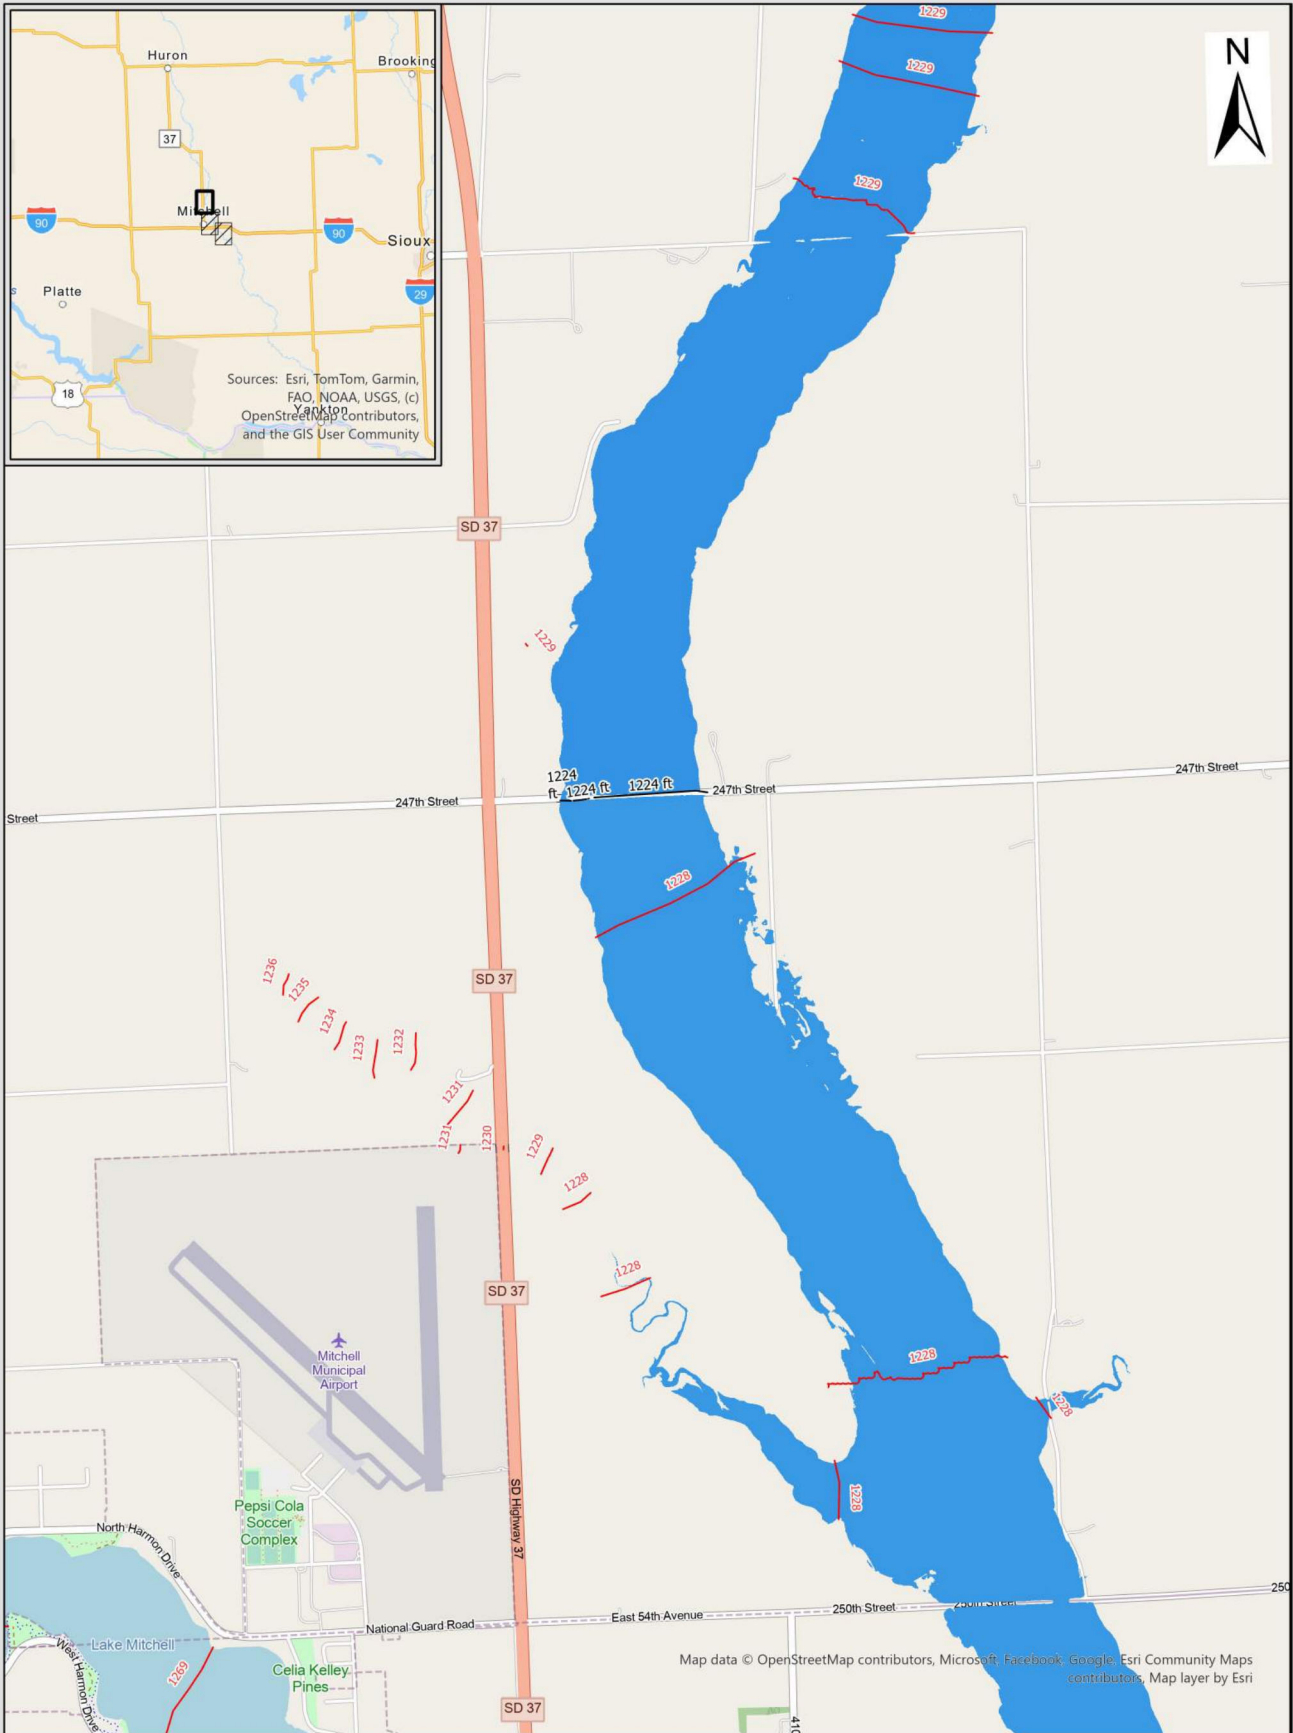 Huron
Brooking
37
Mitchell
90
90
Sioux
29
Platte
18
Yankton
Sources: Esri, TomTom, Garmin,
FAO, NOAA, USGS, (c)
OpenStreetMap contributors,
and the GIS User Community
N
1229
1229
1229
SD 37
1229
1224
ft
1224 ft
1224 ft
247th Street
247th Street
247th Street
Street
1228
SD 37
1236
1235
1234
1233
1232
1231
1231
1230
1229
1228
1228
SD 37
1228
1228
1228
Mitchell
Municipal
Airport
SD Highway 37
Pepsi Cola
Soccer
Complex
North Harmon Drive
National Guard Road
East 54th Avenue
250th Street
250th Street
250
Lake Mitchell
West Harmon Drive
1269
Celia Kelley
Pines
SD 37
410
Map data © OpenStreetMap contributors, Microsoft, Facebook, Google, Esri Community Maps
contributors, Map layer by Esri